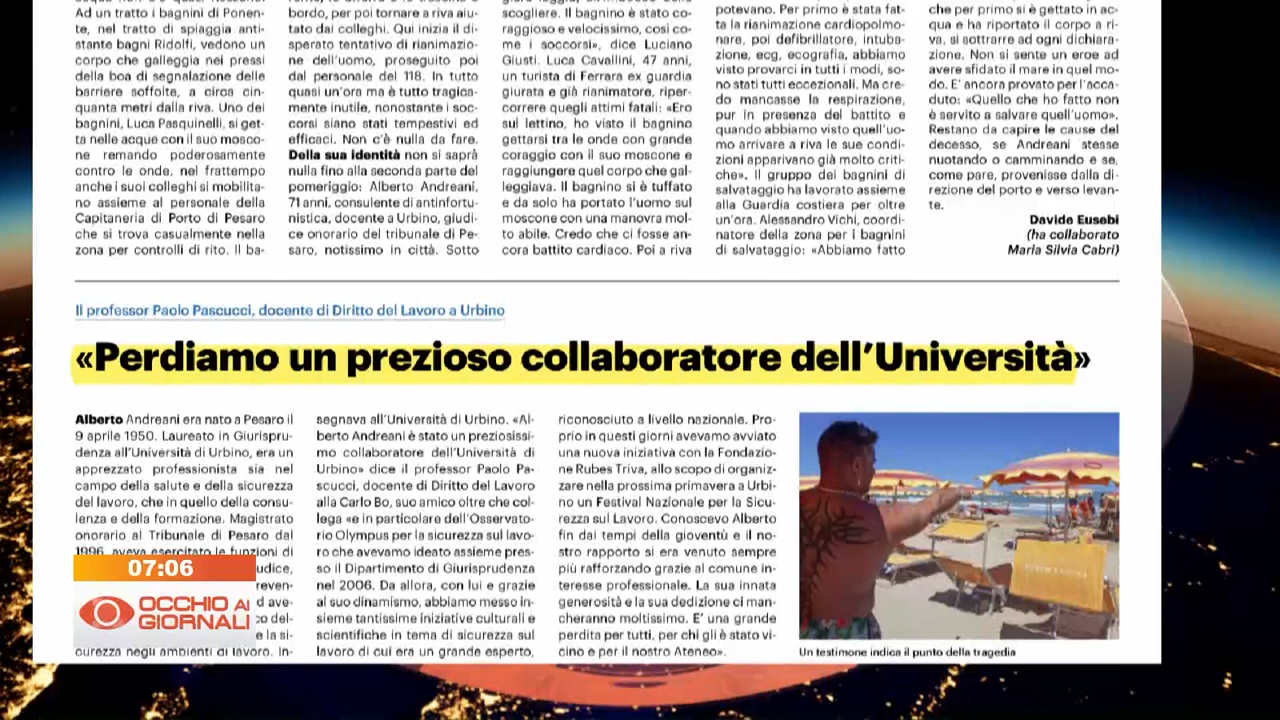 Ad un tratto i bagnini di Ponen-
te, nel tratto di spiaggia anti-
stante bagni Ridolfi, vedono un
corpo che galleggia nei pressi
della boa di segnalazione delle
barriere soffolte, a circa cin-
quanta metri dalla riva. Uno dei
bagnini, Luca Pasquinelli, si get-
ta nelle acque con il suo mosco-
ne remando poderosamente
contro le onde, nel frattempo
anche i suoi colleghi si mobilita-
no assieme al personale della
Capitaneria di Porto di Pesaro
che si trova casualmente nella
zona per controlli di rito. Il ba-
bordo, per poi tornare a riva aiu-
tato dai colleghi. Qui inizia il di-
sperato tentativo di rianimazio-
ne dell'uomo, proseguito poi
dal personale del 118. In tutto
quasi un'ora ma è tutto tragica-
mente inutile, nonostante i soc-
corsi siano stati tempestivi ed
efficaci. Non c'è nulla da fare.
Della sua identità non si saprà
nulla fino alla seconda parte del
pomeriggio: Alberto Andreani,
71 anni, consulente di antinfortu-
nistica, docente a Urbino, giudi-
ce onorario del tribunale di Pe-
saro, notissimo in città. Sotto
scogliere. Il bagnino è stato co-
raggioso e velocissimo, così co-
me i soccorsi», dice Luciano
Giusti. Luca Cavallini, 47 anni,
un turista di Ferrara ex guardia
giurata e già rianimatore, riper-
correre quegli attimi fatali: «Ero
sul lettino, ho visto il bagnino
gettarsi tra le onde con grande
coraggio con il suo moscone e
raggiungere quel corpo che gal-
leggiava. Il bagnino si è tuffato
e da solo ha portato l'uomo sul
moscone con una manovra mol-
to abile. Credo che ci fosse an-
cora battito cardiaco. Poi a riva
potevano. Per primo è stata fat-
ta la rianimazione cardiopolmo-
nare, poi defibrillatore, intuba-
zione, ecg, ecografia, abbiamo
visto provarci in tutti i modi, so-
no stati tutti eccezionali. Ma cre-
do mancasse la respirazione,
pur in presenza del battito e
quando abbiamo visto quell'uo-
mo arrivare a riva le sue condi-
zioni apparivano già molto criti-
che». Il gruppo dei bagnini di
salvataggio ha lavorato assieme
alla Guardia costiera per oltre
un'ora. Alessandro Vichi, coordi-
natore della zona per i bagnini
di salvataggio: «Abbiamo fatto
che per primo si è gettato in ac-
qua e ha riportato il corpo a ri-
va, si sottrarre ad ogni dichiara-
zione. Non si sente un eroe ad
avere sfidato il mare in quel mo-
do. E' ancora provato per l'acca-
duto: «Quello che ho fatto non
è servito a salvare quell'uomo».
Restano da capire le cause del
decesso, se Andreani stesse
nuotando o camminando e se,
come pare, provenisse dalla di-
rezione del porto e verso levan-
te.
Davide Eusebi
(ha collaborato
Maria Silvia Cabri)
Il professor Paolo Pascucci, docente di Diritto del Lavoro a Urbino
«Perdiamo un prezioso collaboratore dell'Università»
Alberto Andreani era nato a Pesaro il
9 aprile 1950. Laureato in Giurispru-
denza all'Università di Urbino, era un
apprezzato professionista sia nel
campo della salute e della sicurezza
del lavoro, che in quello della consu-
lenza e della formazione. Magistrato
onorario al Tribunale di Pesaro dal
1996, aveva esercitato le funzioni di
udice,
reven-
d ave-
co del-
e la si-
curezza negli ambienti di lavoro. In-
segnava all'Università di Urbino. «Al-
berto Andreani è stato un preziosissi-
mo collaboratore dell'Università di
Urbino» dice il professor Paolo Pa-
scucci, docente di Diritto del Lavoro
alla Carlo Bo, suo amico oltre che col-
lega «e in particolare dell'Osservato-
rio Olympus per la sicurezza sul lavo-
ro che avevamo ideato assieme pres-
so il Dipartimento di Giurisprudenza
nel 2006. Da allora, con lui e grazie
al suo dinamismo, abbiamo messo in-
sieme tantissime iniziative culturali e
scientifiche in tema di sicurezza sul
lavoro di cui era un grande esperto,
riconosciuto a livello nazionale. Pro-
prio in questi giorni avevamo avviato
una nuova iniziativa con la Fondazio-
ne Rubes Triva, allo scopo di organiz-
zare nella prossima primavera a Urbi-
no un Festival Nazionale per la Sicu-
rezza sul Lavoro. Conoscevo Alberto
fin dai tempi della gioventù e il no-
stro rapporto si era venuto sempre
più rafforzando grazie al comune in-
teresse professionale. La sua innata
generosità e la sua dedizione ci man-
cheranno moltissimo. E' una grande
perdita per tutti, per chi gli è stato vi-
cino e per il nostro Ateneo».
Un testimone indica il punto della tragedia
07:06
OCCHIO AI
GIORNALI